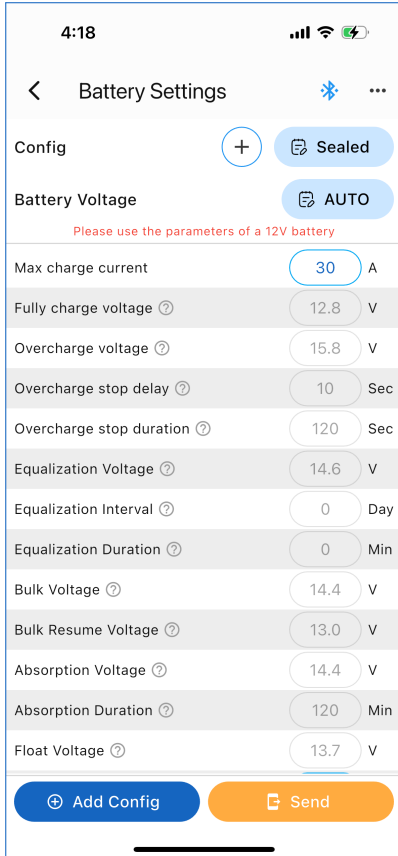 4:18
Battery Settings
Config + Sealed
Battery Voltage AUTO
Please use the parameters of a 12V battery
Max charge current 30 A
Fully charge voltage ? 12.8 V
Overcharge voltage ? 15.8 V
Overcharge stop delay ? 10 Sec
Overcharge stop duration ? 120 Sec
Equalization Voltage ? 14.6 V
Equalization Interval ? 0 Day
Equalization Duration ? 0 Min
Bulk Voltage ? 14.4 V
Bulk Resume Voltage ? 13.0 V
Absorption Voltage ? 14.4 V
Absorption Duration ? 120 Min
Float Voltage ? 13.7 V
Add Config Send